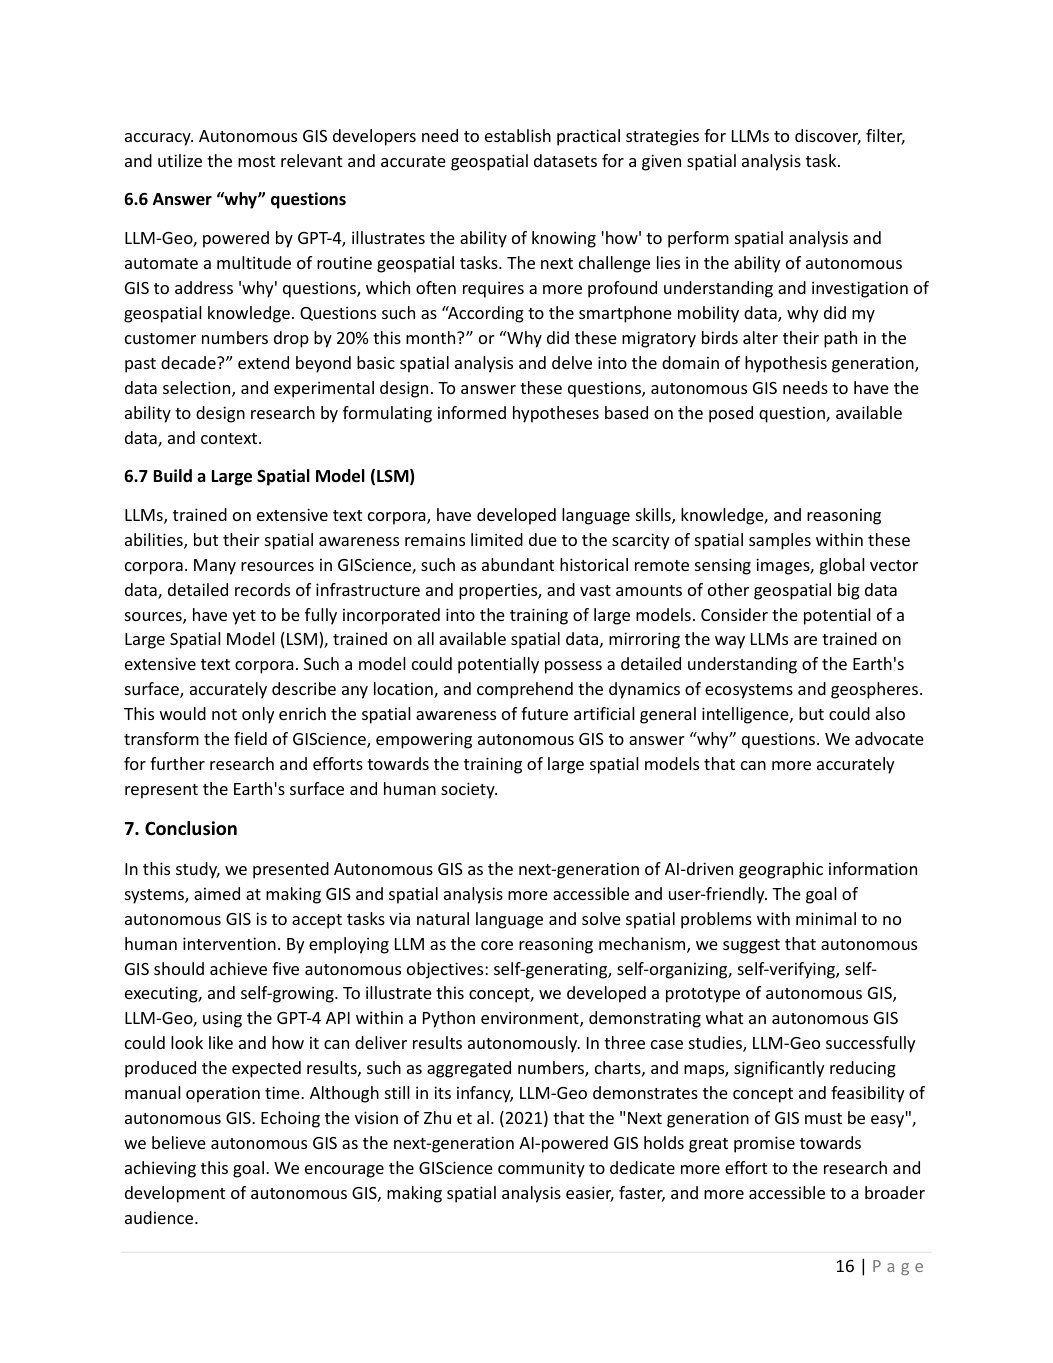 accuracy. Autonomous GIS developers need to establish practical strategies for LLMs to discover, filter,
and utilize the most relevant and accurate geospatial datasets for a given spatial analysis task.
6.6 Answer “why” questions
LLM-Geo, powered by GPT-4, illustrates the ability of knowing 'how' to perform spatial analysis and
automate a multitude of routine geospatial tasks. The next challenge lies in the ability of autonomous
GIS to address 'why' questions, which often requires a more profound understanding and investigation of
geospatial knowledge. Questions such as “According to the smartphone mobility data, why did my
customer numbers drop by 20% this month?” or “Why did these migratory birds alter their path in the
past decade?” extend beyond basic spatial analysis and delve into the domain of hypothesis generation,
data selection, and experimental design. To answer these questions, autonomous GIS needs to have the
ability to design research by formulating informed hypotheses based on the posed question, available
data, and context.
6.7 Build a Large Spatial Model (LSM)
LLMs, trained on extensive text corpora, have developed language skills, knowledge, and reasoning
abilities, but their spatial awareness remains limited due to the scarcity of spatial samples within these
corpora. Many resources in GIScience, such as abundant historical remote sensing images, global vector
data, detailed records of infrastructure and properties, and vast amounts of other geospatial big data
sources, have yet to be fully incorporated into the training of large models. Consider the potential of a
Large Spatial Model (LSM), trained on all available spatial data, mirroring the way LLMs are trained on
extensive text corpora. Such a model could potentially possess a detailed understanding of the Earth's
surface, accurately describe any location, and comprehend the dynamics of ecosystems and geospheres.
This would not only enrich the spatial awareness of future artificial general intelligence, but could also
transform the field of GIScience, empowering autonomous GIS to answer “why” questions. We advocate
for further research and efforts towards the training of large spatial models that can more accurately
represent the Earth's surface and human society.
7. Conclusion
In this study, we presented Autonomous GIS as the next-generation of AI-driven geographic information
systems, aimed at making GIS and spatial analysis more accessible and user-friendly. The goal of
autonomous GIS is to accept tasks via natural language and solve spatial problems with minimal to no
human intervention. By employing LLM as the core reasoning mechanism, we suggest that autonomous
GIS should achieve five autonomous objectives: self-generating, self-organizing, self-verifying, self-
executing, and self-growing. To illustrate this concept, we developed a prototype of autonomous GIS,
LLM-Geo, using the GPT-4 API within a Python environment, demonstrating what an autonomous GIS
could look like and how it can deliver results autonomously. In three case studies, LLM-Geo successfully
produced the expected results, such as aggregated numbers, charts, and maps, significantly reducing
manual operation time. Although still in its infancy, LLM-Geo demonstrates the concept and feasibility of
autonomous GIS. Echoing the vision of Zhu et al. (2021) that the "Next generation of GIS must be easy",
we believe autonomous GIS as the next-generation AI-powered GIS holds great promise towards
achieving this goal. We encourage the GIScience community to dedicate more effort to the research and
development of autonomous GIS, making spatial analysis easier, faster, and more accessible to a broader
audience.
16 | P a g e